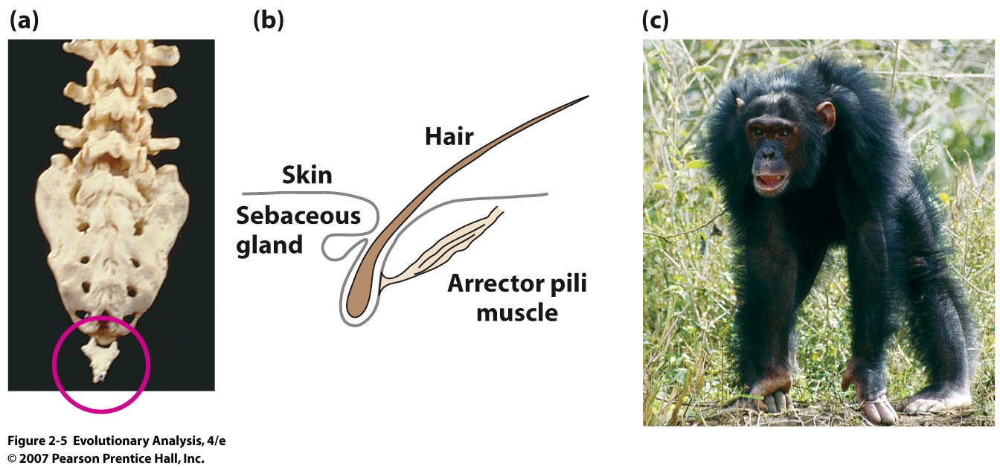 (a)
(b)
(c)
Hair
Skin
Sebaceous
gland
Arrector pili
muscle
Figure 2-5 Evolutionary Analysis, 4/e
© 2007 Pearson Prentice Hall, Inc.